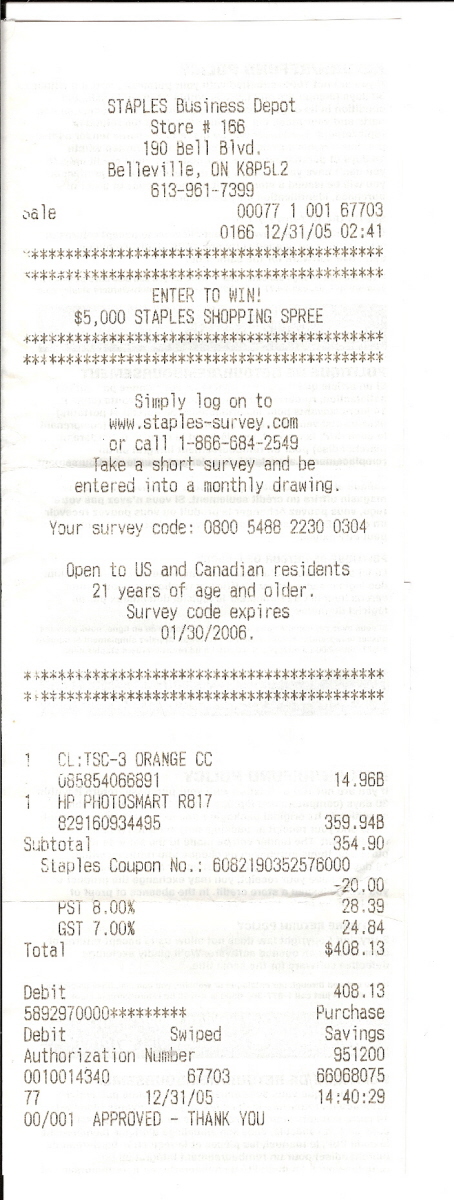 STAPLES Business Depot
Store # 166
190 Bell Blvd.
Belleville, ON K8P5L2
613-961-7399
Sale 00077 1 001 67703
0166 12/31/05 02:41
******************************************
******************************************
ENTER TO WIN!
$5,000 STAPLES SHOPPING SPREE
******************************************
******************************************
Simply log on to
www.staples-survey.com
or call 1-866-684-2549
Take a short survey and be
entered into a monthly drawing.
Your survey code: 0800 5488 2230 0304
Open to US and Canadian residents
21 years of age and older.
Survey code expires
01/30/2006.
******************************************
******************************************
1 CL:TSC-3 ORANGE CC
065854066891 14.96B
1 HP PHOTOSMART R817
829160934495 359.94B
Subtotal 354.90
Staples Coupon No.: 6082190352576000
-20.00
PST 8.00% 28.39
GST 7.00% 24.84
Total $408.13
Debit 408.13
5892970000********* Purchase
Debit Swiped Savings
Authorization Number 951200
0010014340 67703 66068075
77 12/31/05 14:40:29
00/001 APPROVED - THANK YOU